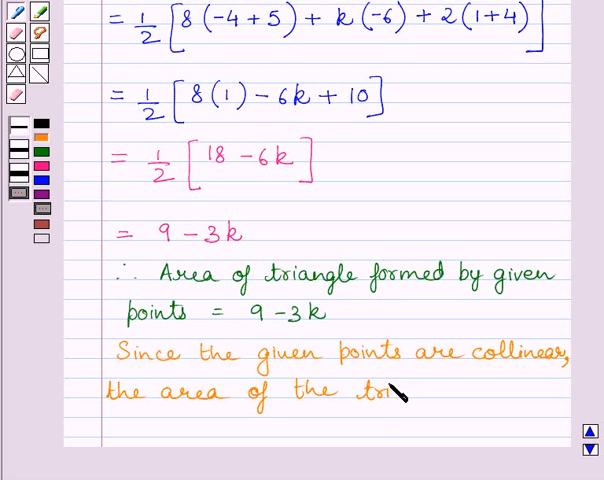 = 1/2 [ 8 (-4 + 5) + k (-6) + 2 (1 + 4) ]
= 1/2 [ 8 (1) - 6k + 10 ]
= 1/2 [ 18 - 6k ]
= 9 - 3k
∴ Area of triangle formed by given
points = 9 - 3k
Since the given points are collinear,
the area of the tri